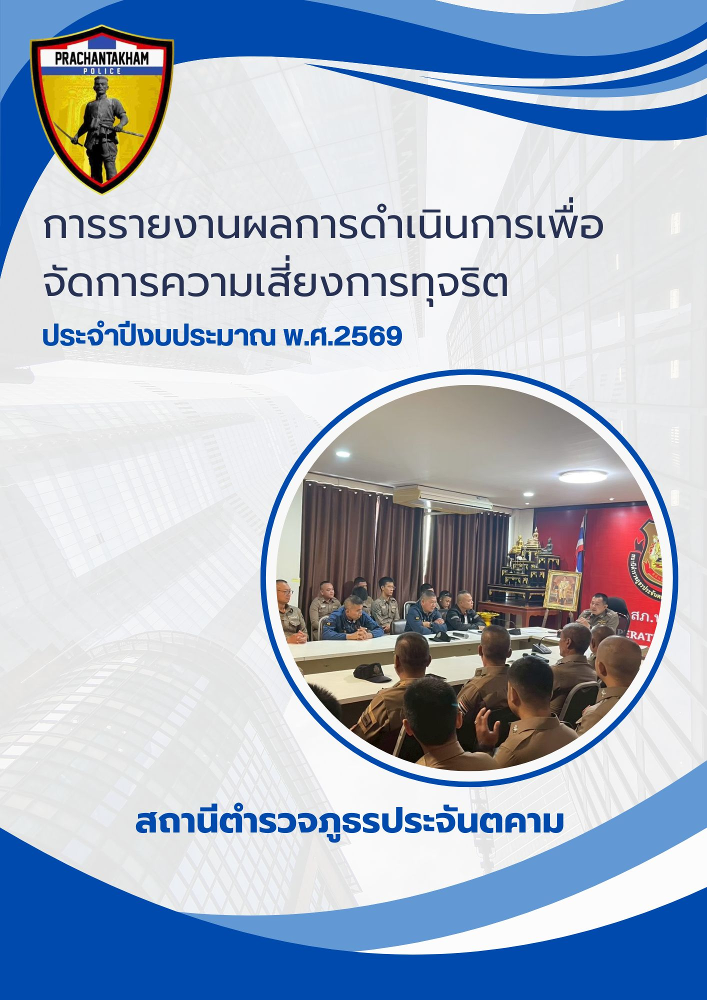 PRACHANTAKHAM
POLICE
การรายงานผลการดำเนินการเพื่อ
จัดการความเสี่ยงการทุจริต
ประจำปีงบประมาณ พ.ศ.2569
สภ.
PERAT
สถานีตำรวจภูธรประจันตคาม